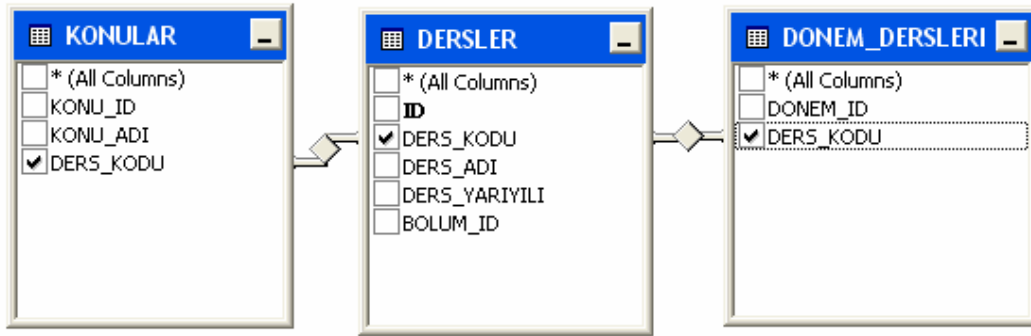 KONULAR
* (All Columns)
KONU_ID
KONU_ADI
DERS_KODU
DERSLER
* (All Columns)
ID
DERS_KODU
DERS_ADI
DERS_YARIYILI
BOLUM_ID
DONEM_DERSLERI
* (All Columns)
DONEM_ID
DERS_KODU